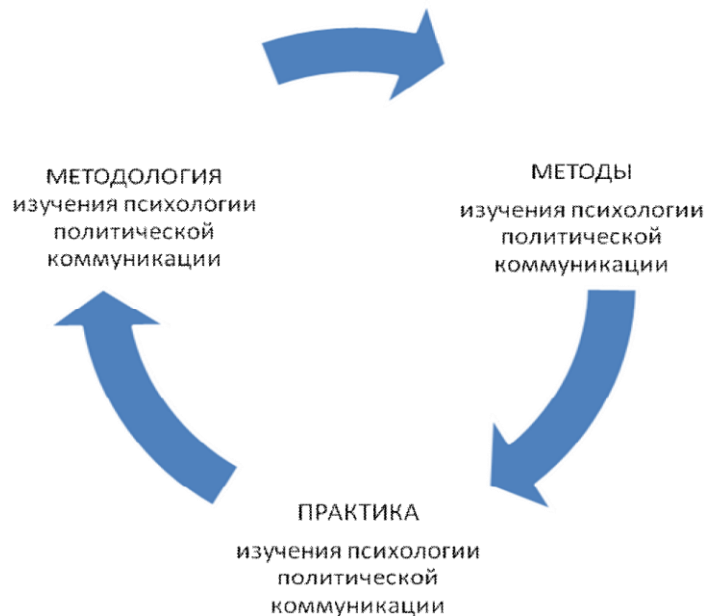 МЕТОДОЛОГИЯ
изучения психологии
политической
коммуникации
МЕТОДЫ
изучения психологии
политической
коммуникации
ПРАКТИКА
изучения психологии
политической
коммуникации